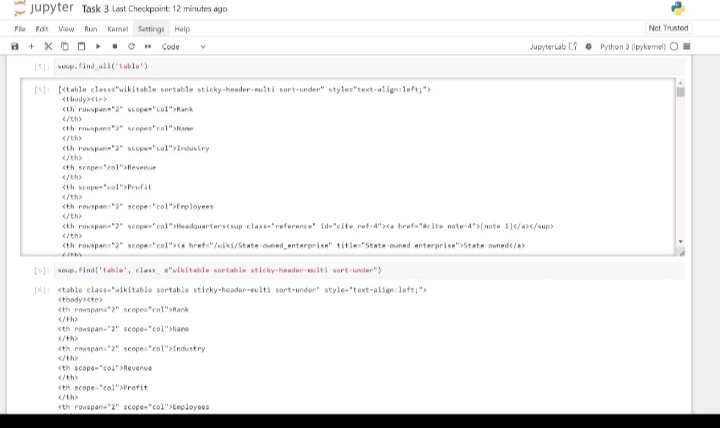 jupyter Task 3 Last Checkpoint: 12 minutes ago
File Edit View Run Kernel Settings Help Not Trusted
Code JupyterLab Python 3 (ipykernel)
[5]: soup.find_all('table')
[5]: [<table class="wikitable sortable sticky-header-multi sort-under" style="text-align:left;">
<tbody><tr>
<th rowspan="2" scope="col">Rank
</th>
<th rowspan="2" scope="col">Name
</th>
<th rowspan="2" scope="col">Industry
</th>
<th scope="col">Revenue
</th>
<th scope="col">Profit
</th>
<th rowspan="2" scope="col">Employees
</th>
<th rowspan="2" scope="col">Headquarters<sup class="reference" id="cite_ref-4"><a href="#cite_note-4">[note 1]</a></sup>
</th>
<th rowspan="2" scope="col"><a href="/wiki/State-owned_enterprise" title="State-owned enterprise">State-owned</a>
</th>
[6]: soup.find('table', class_ ="wikitable sortable sticky-header-multi sort-under")
[6]: <table class="wikitable sortable sticky-header-multi sort-under" style="text-align:left;">
<tbody><tr>
<th rowspan="2" scope="col">Rank
</th>
<th rowspan="2" scope="col">Name
</th>
<th rowspan="2" scope="col">Industry
</th>
<th scope="col">Revenue
</th>
<th scope="col">Profit
</th>
<th rowspan="2" scope="col">Employees